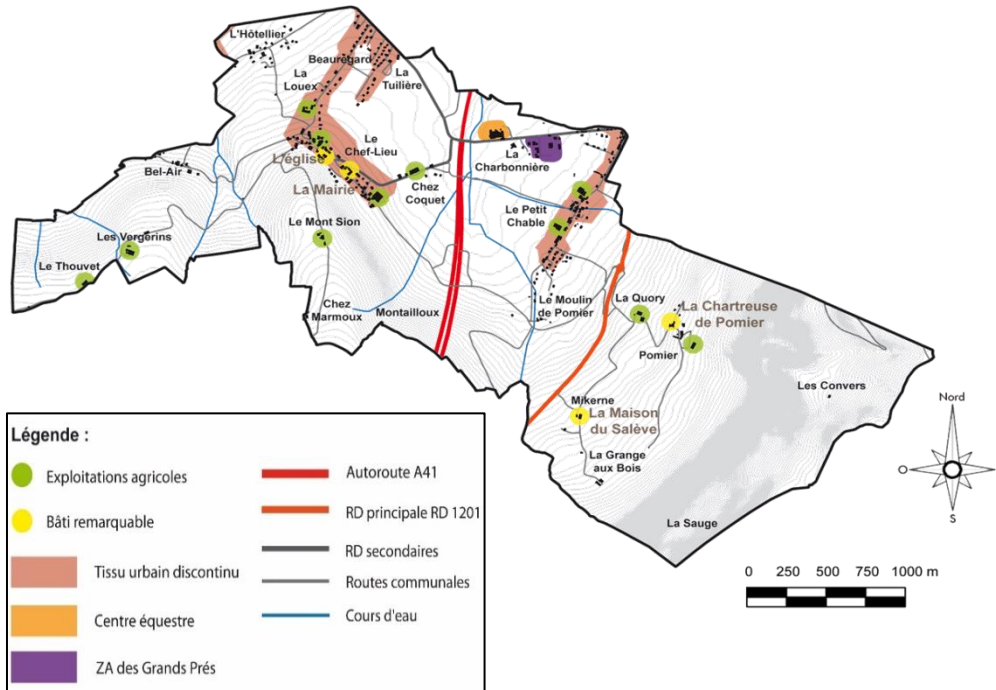 L'Hôtellier
Beauregard
La
Louex
La
Tuilière
Le
Chef-Lieu
L'église
La Mairie
Chez
Coquet
La
Charbonnière
Bel-Air
Le Petit
Chable
Les Vergerins
Le Mont Sion
Le Thouvet
Chez
Marmoux
Montailloux
Le Moulin
de Pomier
La Quory
La Chartreuse
de Pomier
Pomier
Les Convers
Mikerne
La Maison
du Salève
La Grange
aux Bois
La Sauge
Nord
O
E
S
0 250 500 750 1000 m
Légende :
Exploitations agricoles
Bâti remarquable
Tissu urbain discontinu
Centre équestre
ZA des Grands Prés
Autoroute A41
RD principale RD 1201
RD secondaires
Routes communales
Cours d'eau